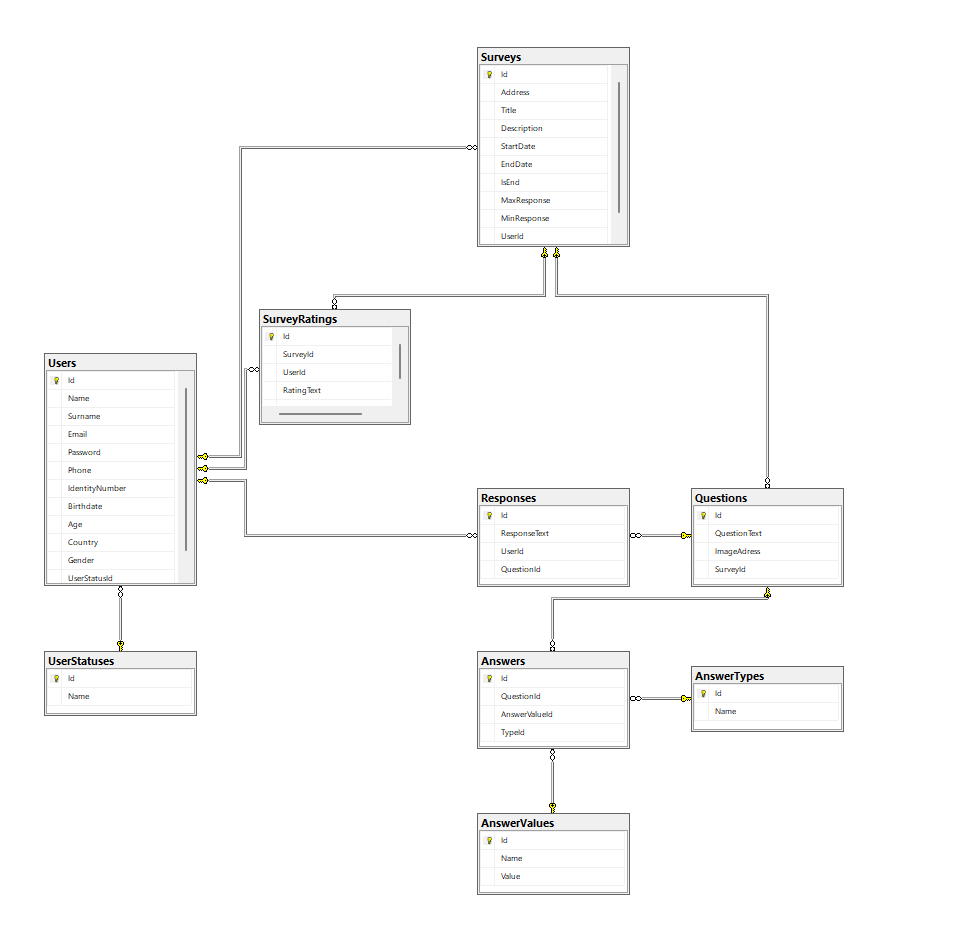 Surveys
Id
Address
Title
Description
StartDate
EndDate
IsEnd
MaxResponse
MinResponse
UserId
SurveyRatings
Id
SurveyId
UserId
RatingText
Users
Id
Name
Surname
Email
Password
Phone
IdentityNumber
Birthdate
Age
Country
Gender
UserStatusId
Responses
Id
ResponseText
UserId
QuestionId
Questions
Id
QuestionText
ImageAdress
SurveyId
UserStatuses
Id
Name
Answers
Id
QuestionId
AnswerValueId
TypeId
AnswerTypes
Id
Name
AnswerValues
Id
Name
Value